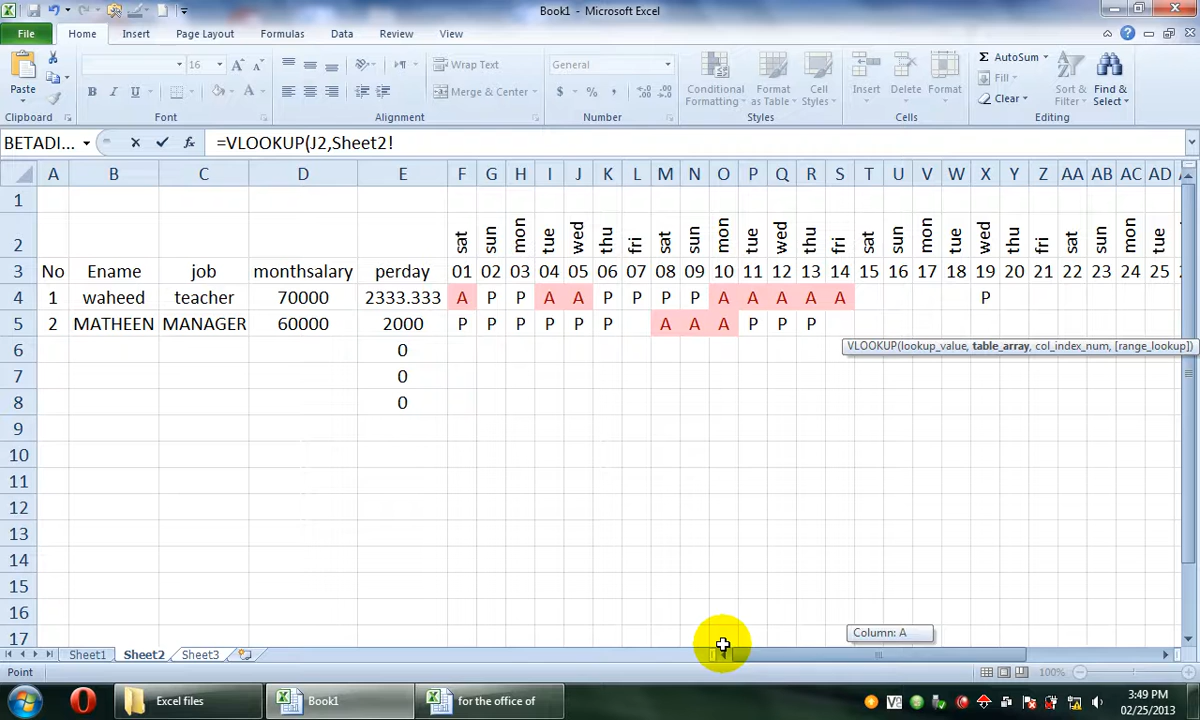 Book1 - Microsoft Excel
File Home Insert Page Layout Formulas Data Review View
Paste
Clipboard
16
B I U
Font
Wrap Text
Merge & Center
Alignment
General
$ % ,
Number
Conditional Formatting
Format as Table
Cell Styles
Styles
Insert Delete Format
Cells
AutoSum
Fill
Clear
Sort & Filter
Find & Select
Editing
BETADI... =VLOOKUP(J2,Sheet2!
A B C D E F G H I J K L M N O P Q R S T U V W X Y Z AA AB AC AD
1
2 sat sun mon tue wed thu fri sat sun mon tue wed thu fri sat sun mon tue wed thu fri sat sun mon tue
3 No Ename job monthsalary perday 01 02 03 04 05 06 07 08 09 10 11 12 13 14 15 16 17 18 19 20 21 22 23 24 25
4 1 waheed teacher 70000 2333.333 A P P A A P P P P A A A A A P
5 2 MATHEEN MANAGER 60000 2000 P P P P P P A A A P P P
VLOOKUP(lookup_value, table_array, col_index_num, [range_lookup])
6 0
7 0
8 0
9
10
11
12
13
14
15
16
17
Column: A
Sheet1 Sheet2 Sheet3
Point
100%
Excel files
Book1
for the office of
3:49 PM
02/25/2013